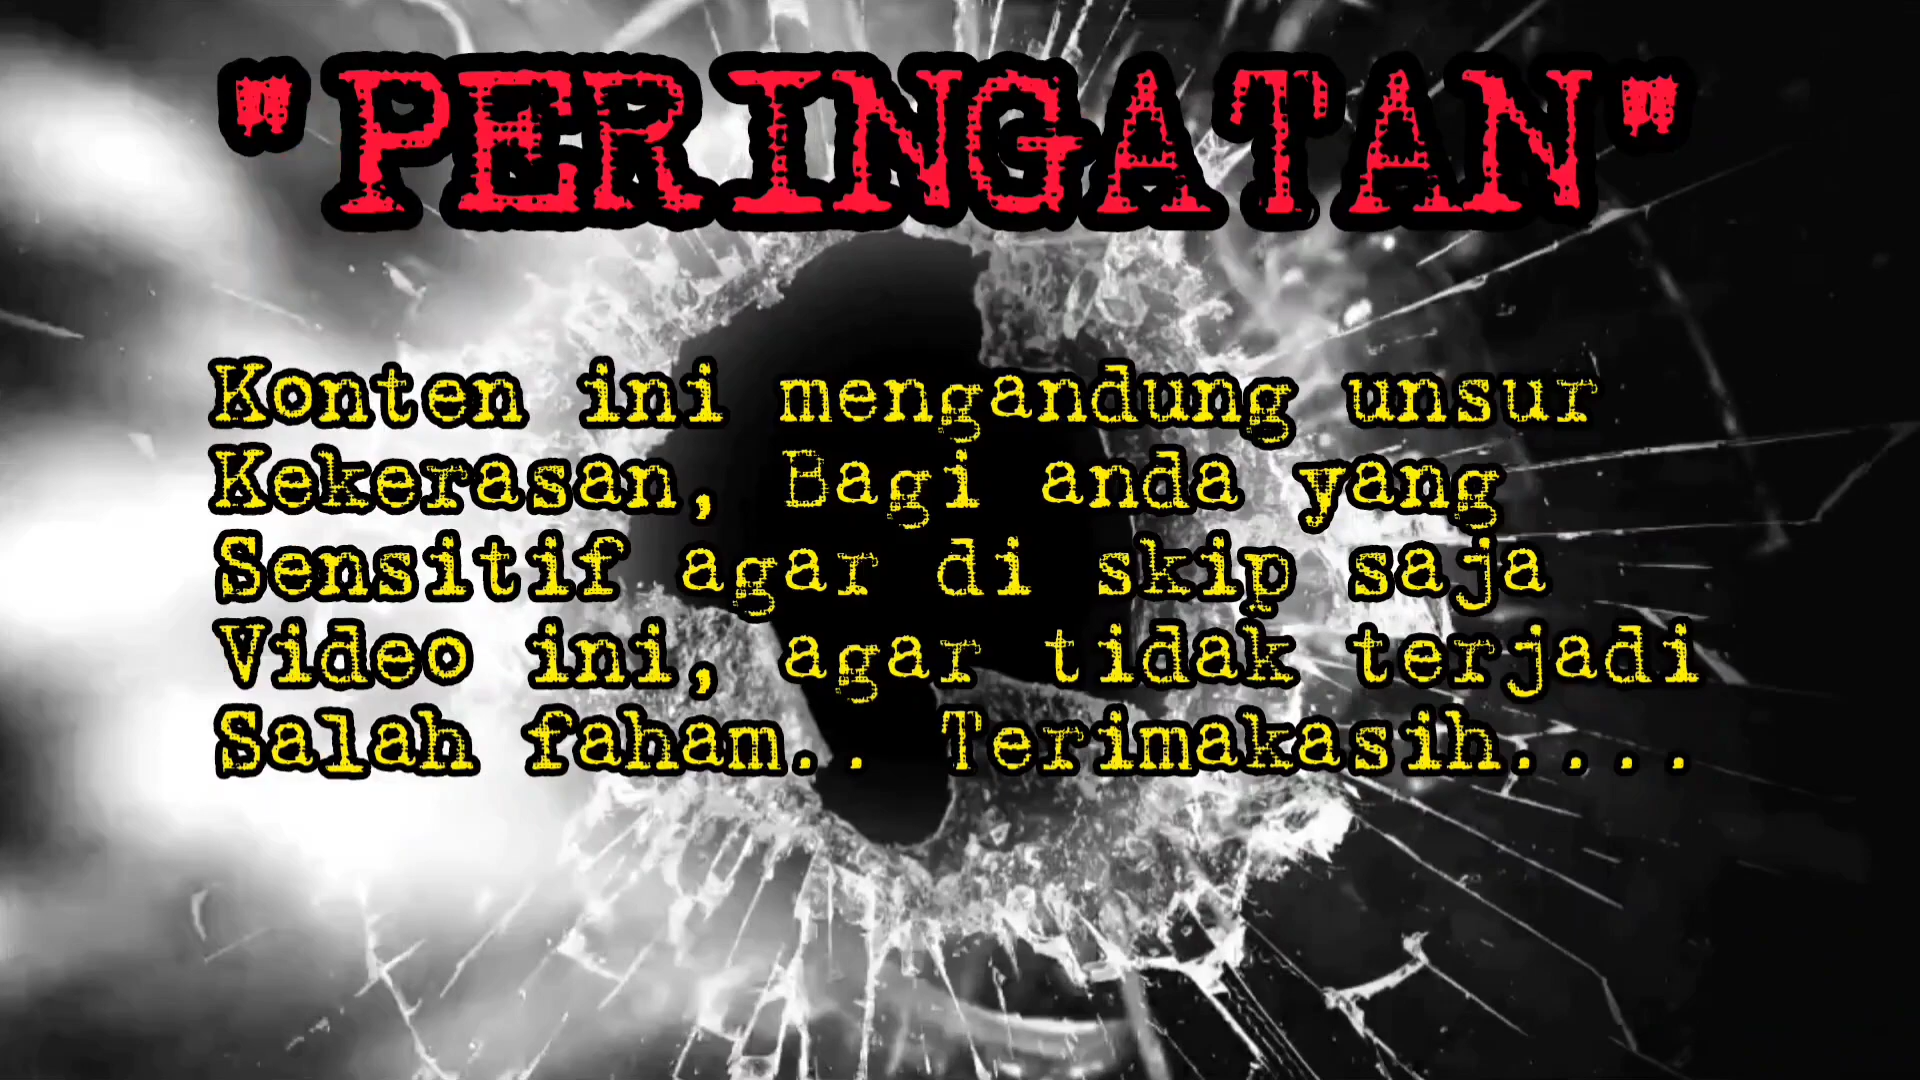 "PERINGATAN"
Konten ini mengandung unsur
Kekerasan, Bagi anda yang
Sensitif agar di skip saja
Video ini, agar tidak terjadi
Salah faham.. Terimakasih....